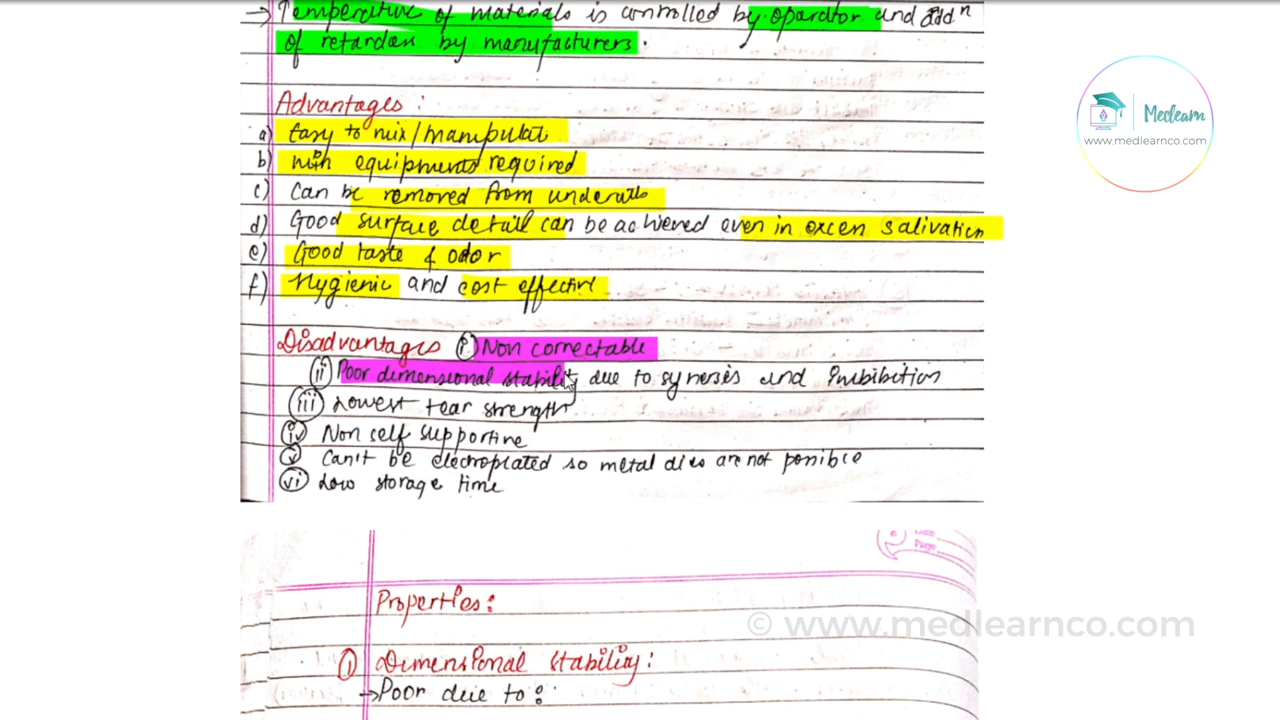 → Temperature of materials is controlled by operator and addn
of retarders by manufacturers.
Advantages:
a) Easy to mix/manipulate
b) min equipments required
c) Can be removed from undercuts
d) Good surface detail can be achieved even in excess salivation
e) Good taste & odor
f) Hygienic and cost effective
Disadvantages i) Non correctable
ii) Poor dimensional stability due to syneresis and Imbibition
iii) Lowest tear strength
iv) Non self supportive
v) Can't be electroplated so metal dies are not possible
vi) Low storage time
Medlearn
www.medlearnco.com
Page
Properties:
© www.medlearnco.com
1) Dimensional stability:
→ Poor due to: